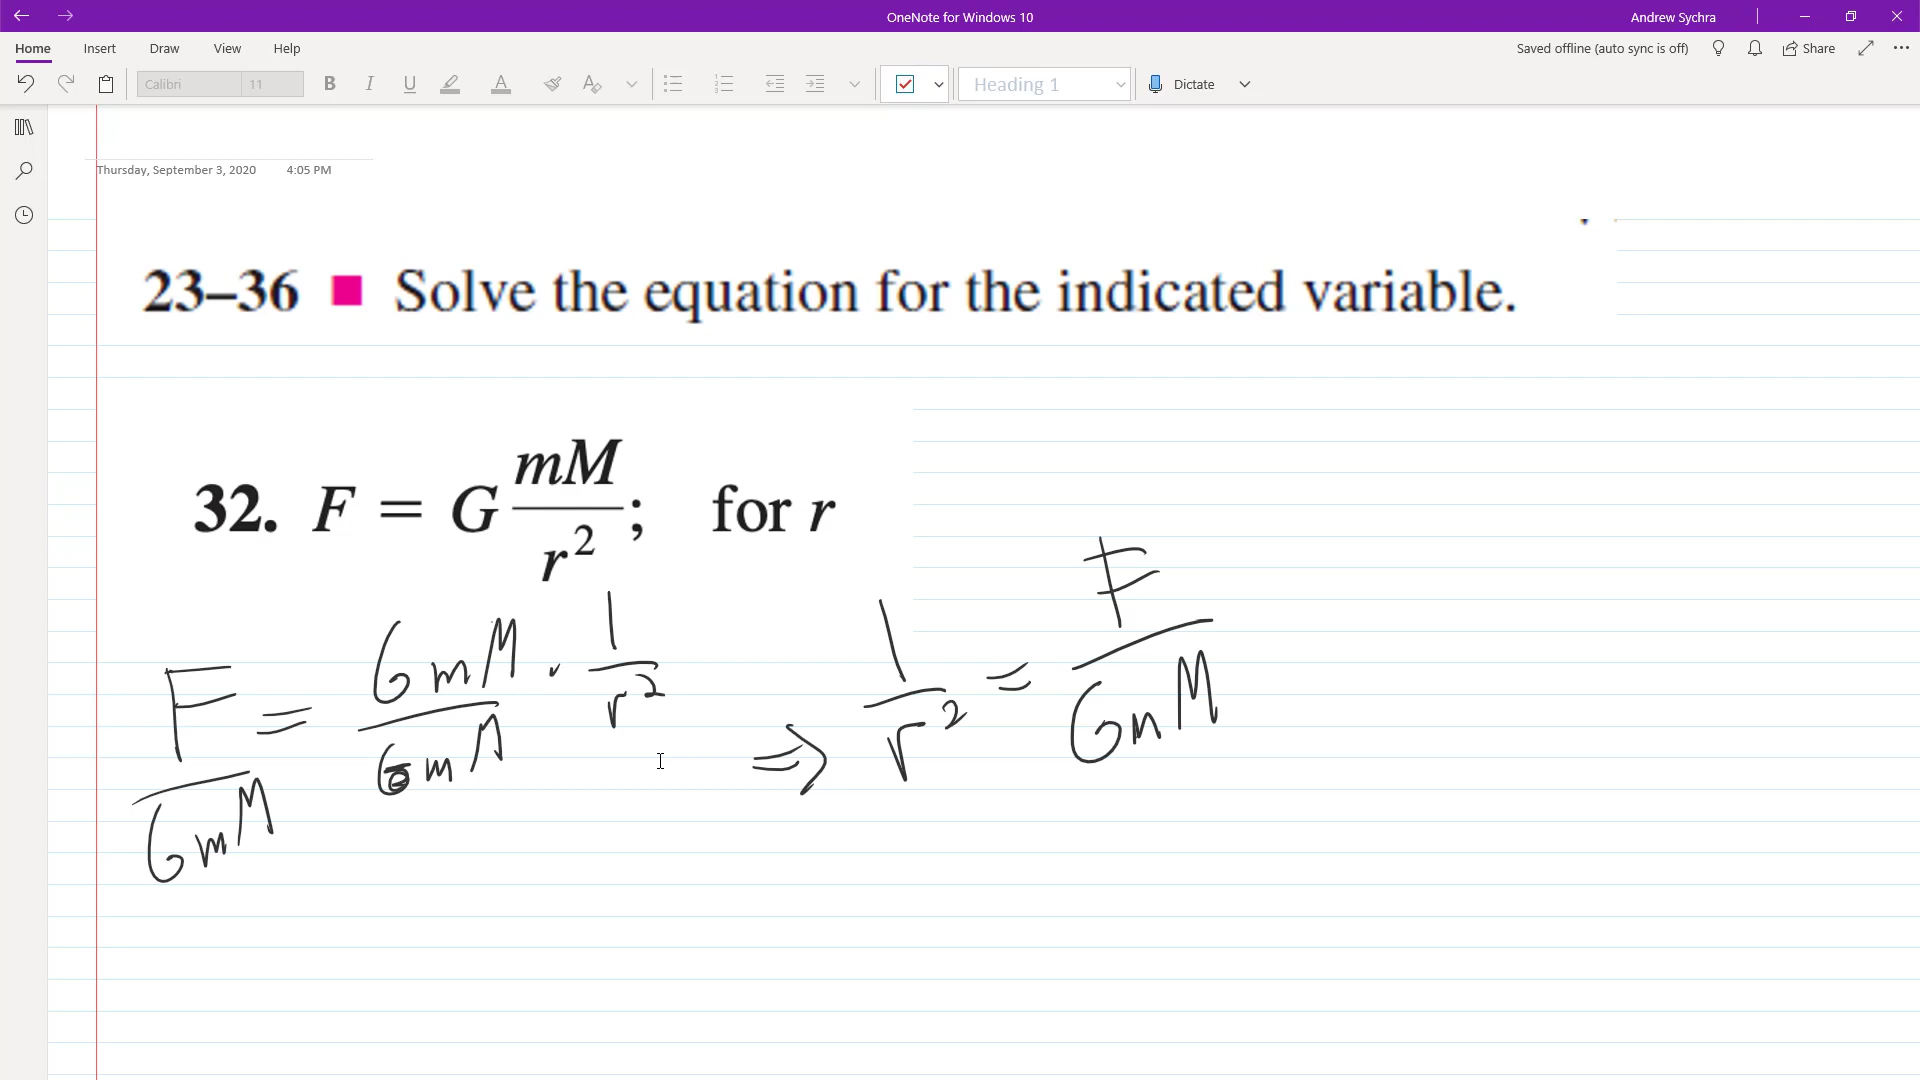 OneNote for Windows 10
Andrew Sychra
Home Insert Draw View Help
Saved offline (auto sync is off)
Share
Calibri 11 B I U A A
Heading 1
Dictate
Thursday, September 3, 2020 4:05 PM
23–36 ■ Solve the equation for the indicated variable.
32. F = G mM/r²; for r
F/GmM = GmM/GmM · 1/r² ⇒ 1/r² = F/GmM